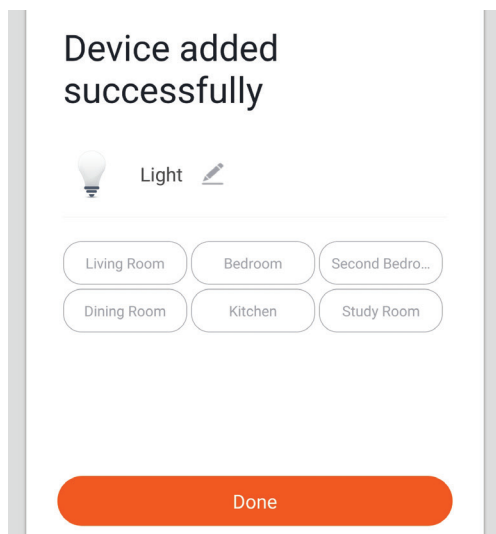 Device added
successfully
Light
Living Room Bedroom Second Bedro...
Dining Room Kitchen Study Room
Done